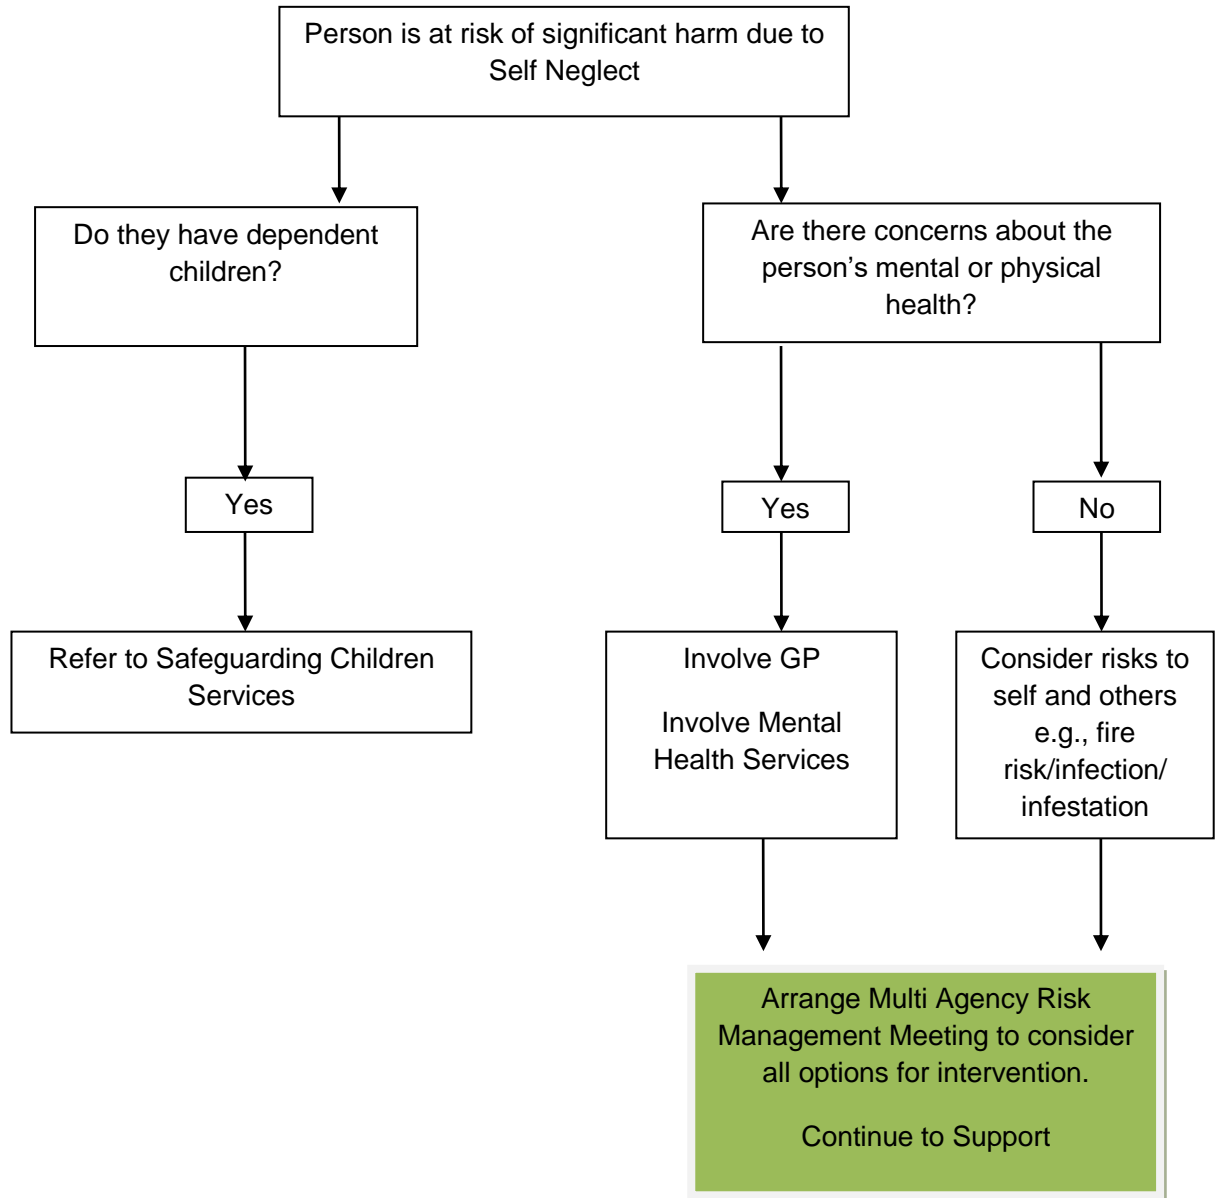 Person is at risk of significant harm due to
Self Neglect
Do they have dependent
children?
Are there concerns about the
person’s mental or physical
health?
Yes
Yes
No
Refer to Safeguarding Children
Services
Involve GP
Involve Mental
Health Services
Consider risks to
self and others
e.g., fire
risk/infection/
infestation
Arrange Multi Agency Risk
Management Meeting to consider
all options for intervention.
Continue to Support